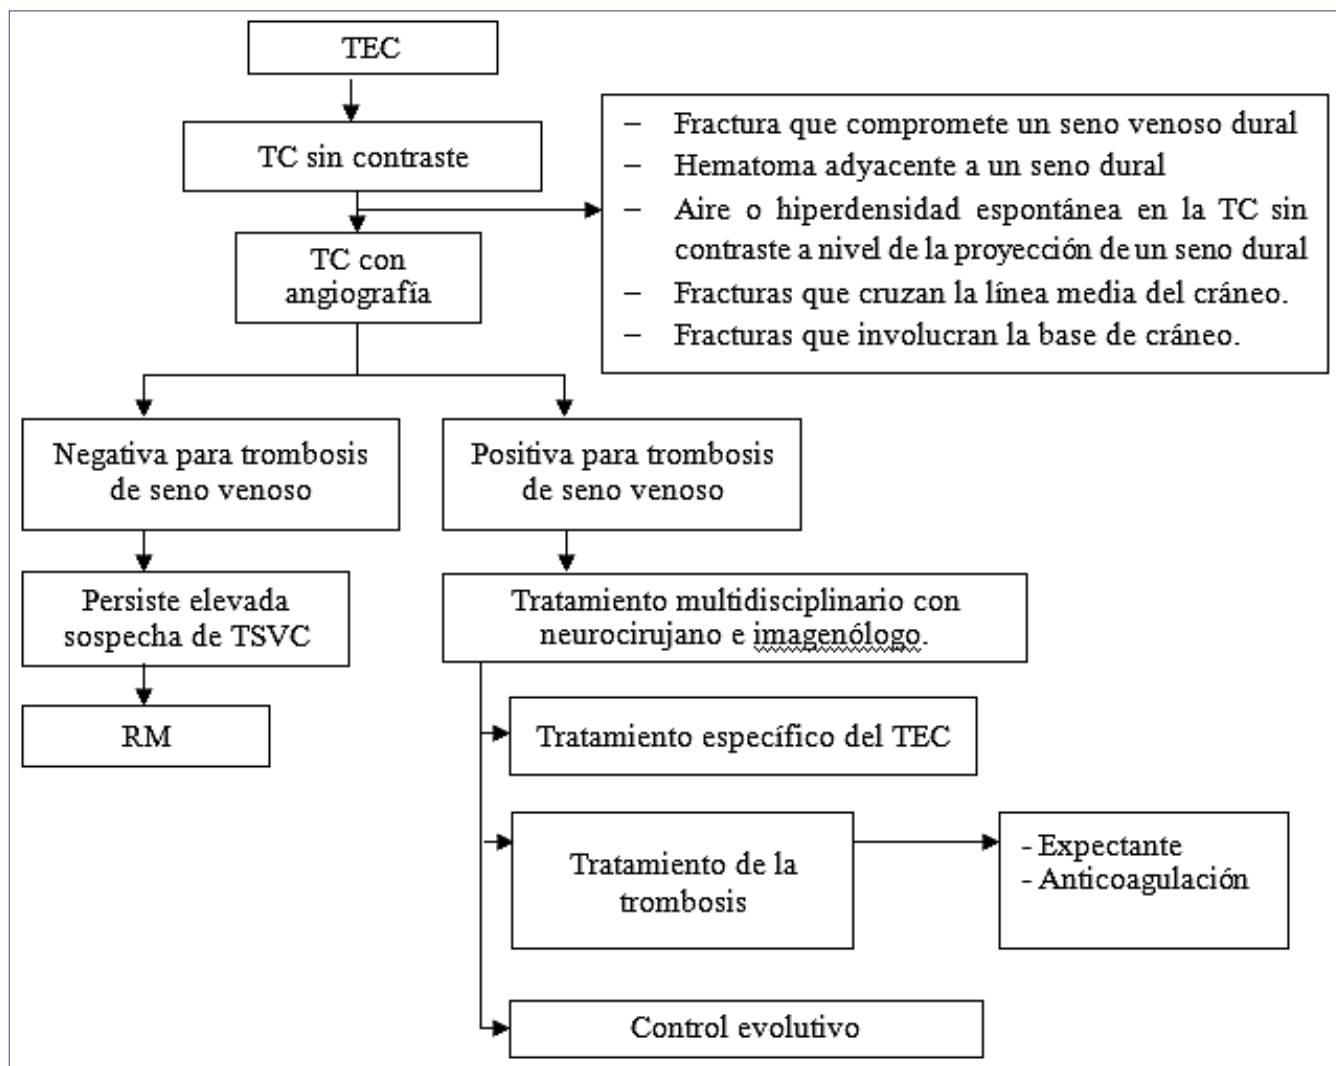 TEC
TC sin contraste
– Fractura que compromete un seno venoso dural
– Hematoma adyacente a un seno dural
– Aire o hiperdensidad espontánea en la TC sin
contraste a nivel de la proyección de un seno dural
– Fracturas que cruzan la línea media del cráneo.
– Fracturas que involucran la base de cráneo.
TC con
angiografía
Negativa para trombosis
de seno venoso
Positiva para trombosis
de seno venoso
Persiste elevada
sospecha de TSVC
Tratamiento multidisciplinario con
neurocirujano e imagenólogo.
RM
Tratamiento específico del TEC
Tratamiento de la
trombosis
- Expectante
- Anticoagulación
Control evolutivo